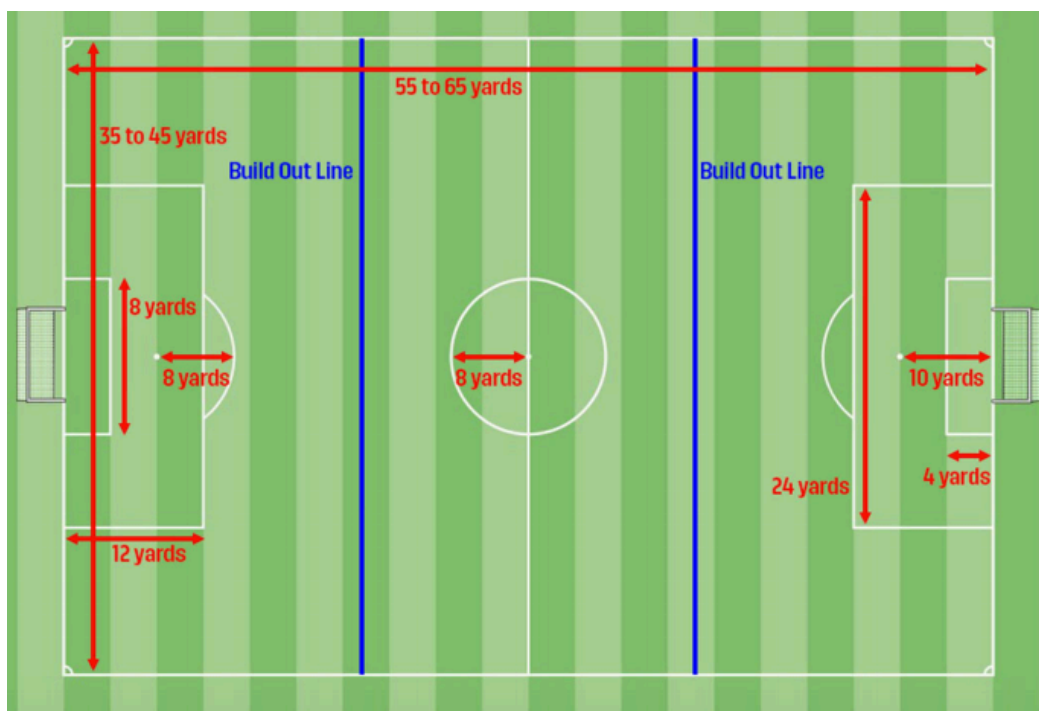 55 to 65 yards
35 to 45 yards
Build Out Line
Build Out Line
8 yards
8 yards
8 yards
10 yards
4 yards
24 yards
12 yards